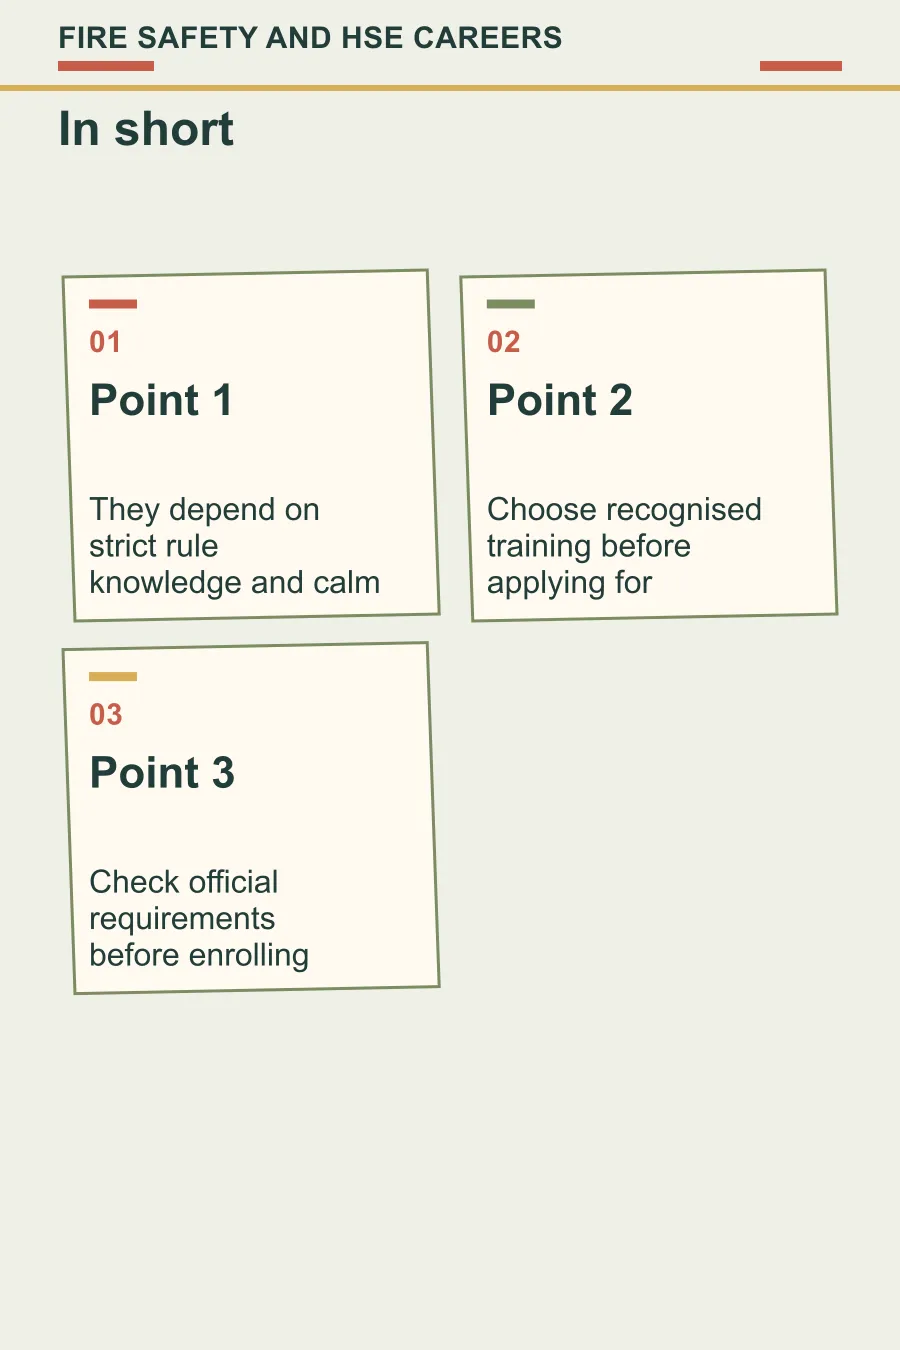 FIRE SAFETY AND HSE CAREERS
In short
01
Point 1
They depend on
strict rule
knowledge and calm
02
Point 2
Choose recognised
training before
applying for
03
Point 3
Check official
requirements
before enrolling